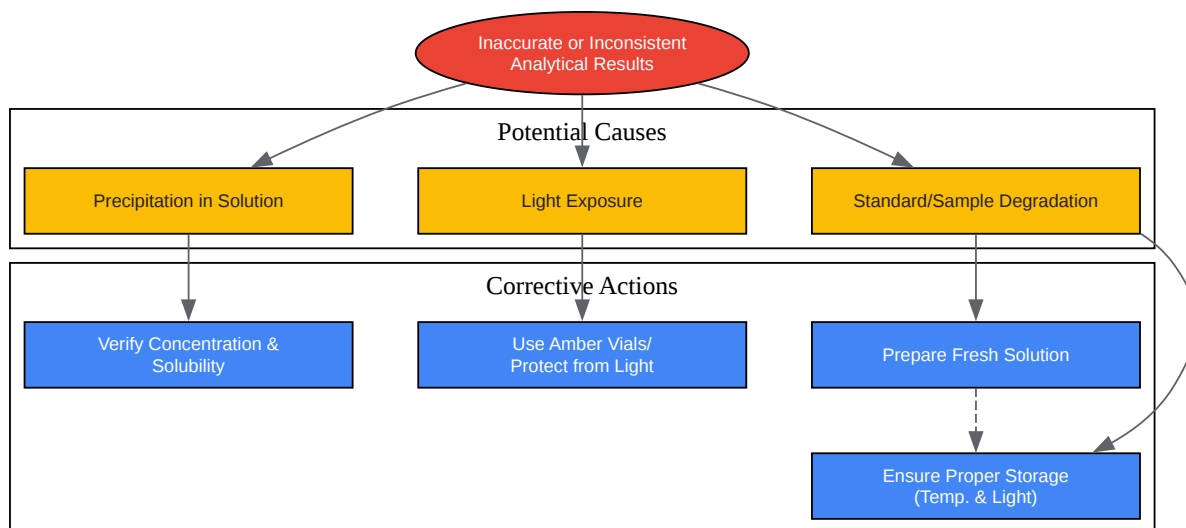 Inaccurate or Inconsistent
Analytical Results
Potential Causes
Precipitation in Solution
Light Exposure
Standard/Sample Degradation
Corrective Actions
Verify Concentration &
Solubility
Use Amber Vials/
Protect from Light
Prepare Fresh Solution
Ensure Proper Storage
(Temp. & Light)